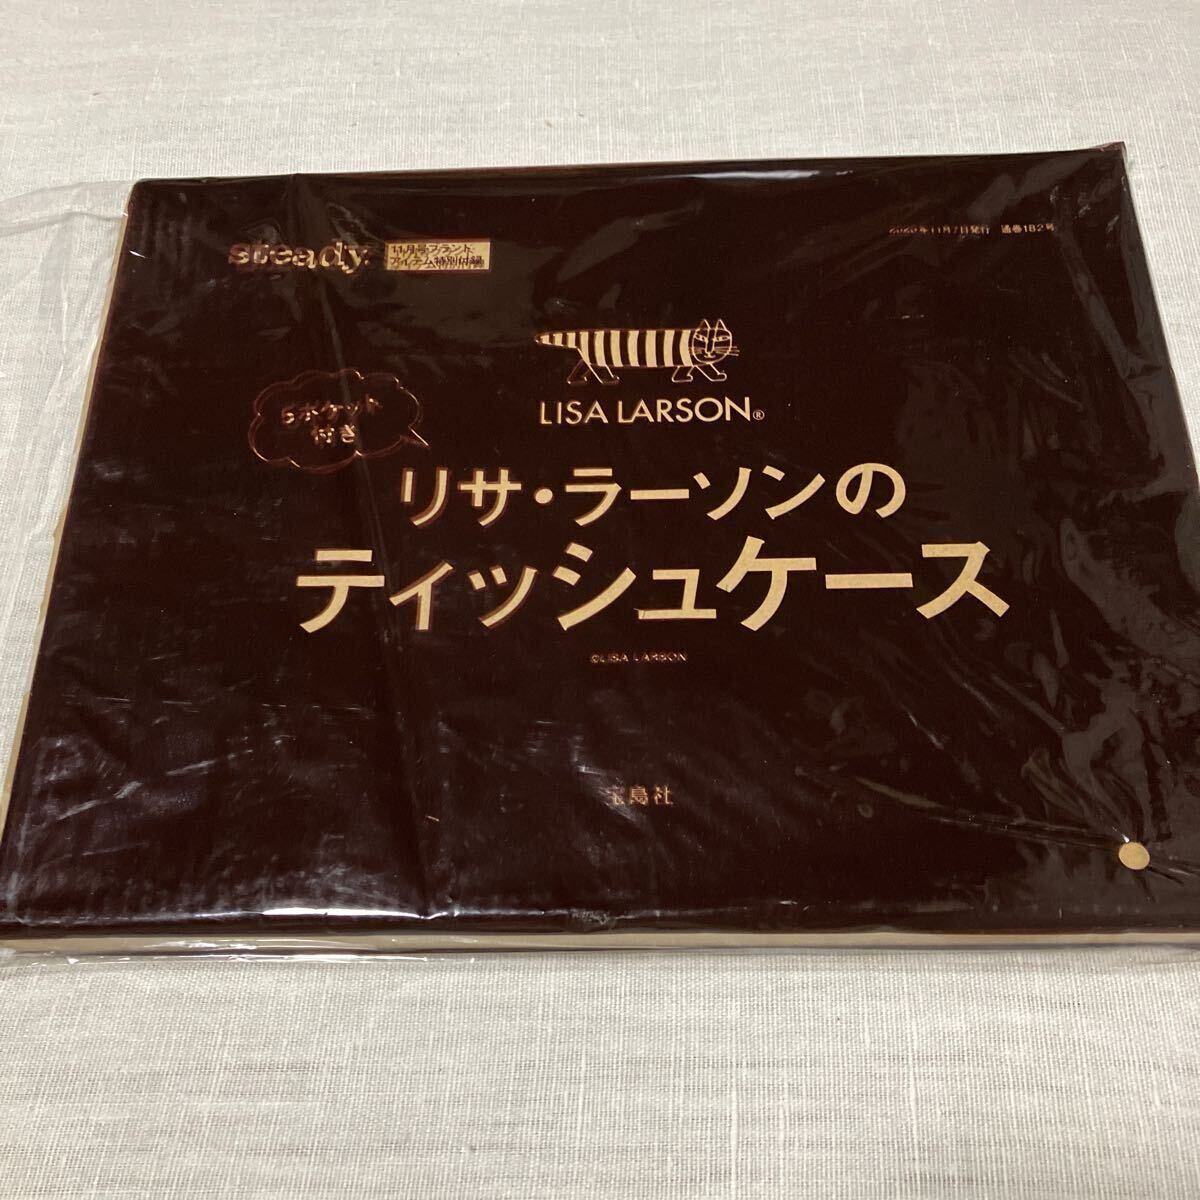 steady.
11月号ブランド
アイテム特別付録
2020年11月7日発行 通巻182号
LISA LARSON®
5ポケット
付き
リサ・ラーソンの
ティッシュケース
©LISA LARSON
宝島社